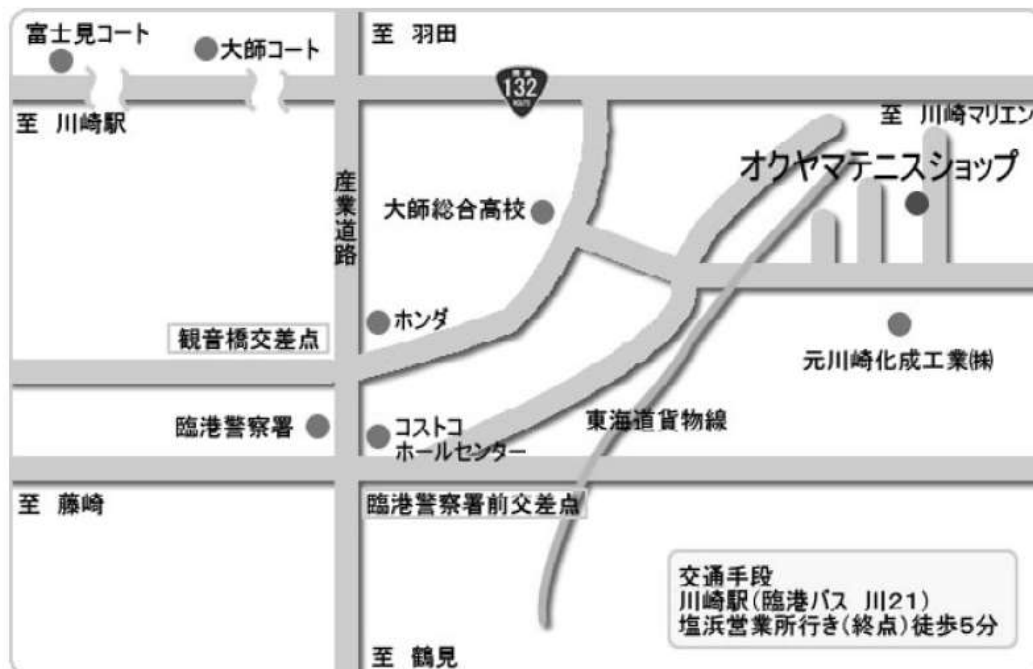 富士見コート
大師コート
至 羽田
132
ROUTE
至 川崎駅
至 川崎マリエン
オクヤマテニスショップ
産業道路
大師総合高校
ホンダ
観音橋交差点
元川崎化成工業㈱
臨港警察署
コストコ
ホールセンター
東海道貨物線
至 藤崎
臨港警察署前交差点
交通手段
川崎駅(臨港バス 川21)
塩浜営業所行き(終点)徒歩5分
至 鶴見